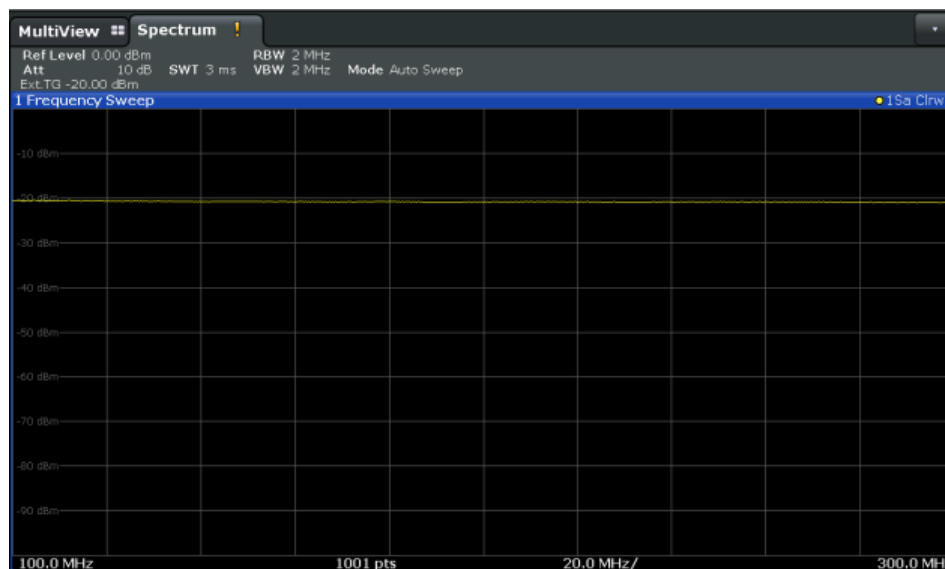 MultiView Spectrum !
Ref Level 0.00 dBm RBW 2 MHz
Att 10 dB SWT 3 ms VBW 2 MHz Mode Auto Sweep
Ext.TG -20.00 dBm
1 Frequency Sweep 1Sa Clrw
-10 dBm
-20 dBm
-30 dBm
-40 dBm
-50 dBm
-60 dBm
-70 dBm
-80 dBm
-90 dBm
100.0 MHz 1001 pts 20.0 MHz/ 300.0 MH